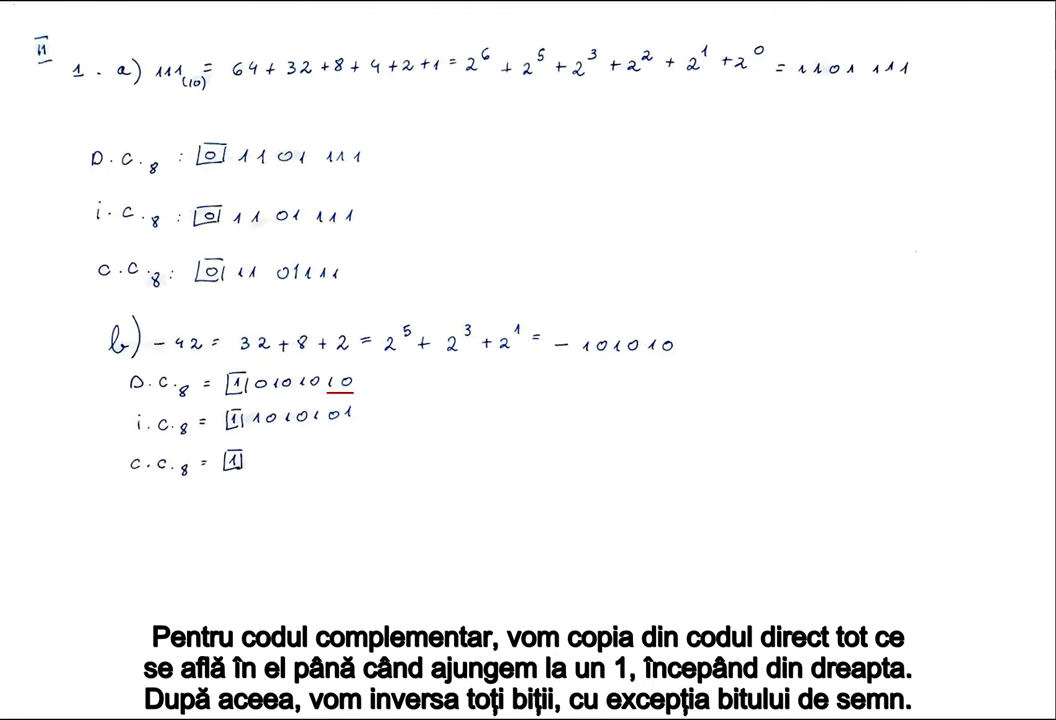 II
1. a) 111(10) = 64 + 32 + 8 + 4 + 2 + 1 = 2^6 + 2^5 + 2^3 + 2^2 + 2^1 + 2^0 = 1101 111
D.C.8 : 0 1101 111
i.C.8 : 0 11 01 111
C.C.8 : 0 11 01111
b) - 42 = 32 + 8 + 2 = 2^5 + 2^3 + 2^1 = - 101010
D.C.8 = 1 0101010
i.C.8 = 1 1010101
C.C.8 = 1
Pentru codul complementar, vom copia din codul direct tot ce
se află în el până când ajungem la un 1, începând din dreapta.
După aceea, vom inversa toți biții, cu excepția bitului de semn.